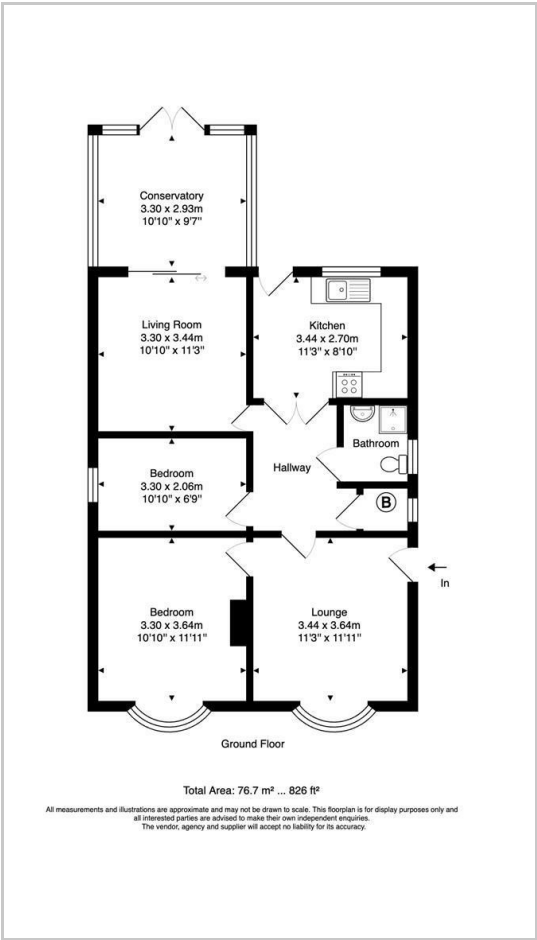 Conservatory
3.30 x 2.93m
10'10" x 9'7"
Living Room
3.30 x 3.44m
10'10" x 11'3"
Kitchen
3.44 x 2.70m
11'3" x 8'10"
Bathroom
Hallway
Bedroom
3.30 x 2.06m
10'10" x 6'9"
B
In
Bedroom
3.30 x 3.64m
10'10" x 11'11"
Lounge
3.44 x 3.64m
11'3" x 11'11"
Ground Floor
Total Area: 76.7 m² ... 826 ft²
All measurements and illustrations are approximate and may not be drawn to scale. This floorplan is for display purposes only and
all interested parties are advised to make their own independent enquiries.
The vendor, agency and supplier will accept no liability for its accuracy.